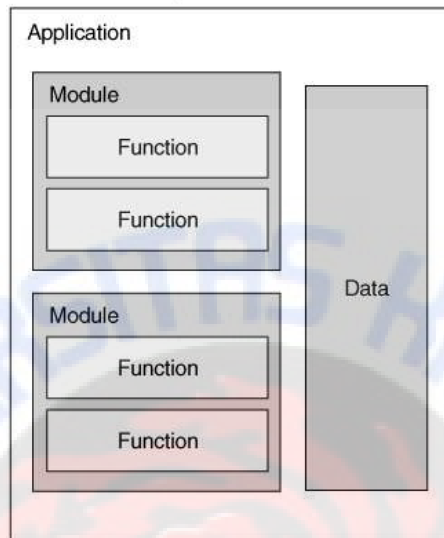 Application
Module
Function
Function
Data
Module
Function
Function